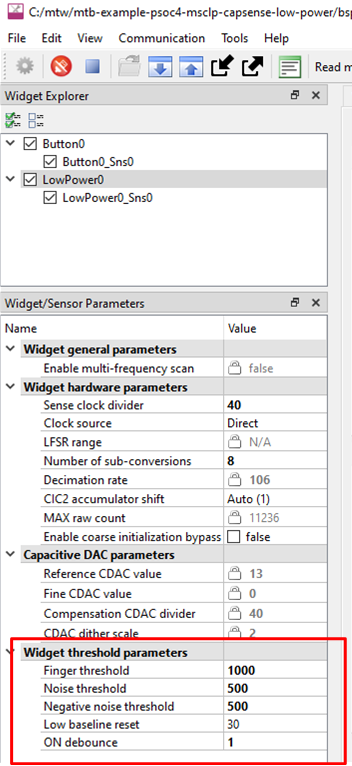 C:/mtw/mtb-example-psoc4-msclp-capsense-low-power/bsp
File Edit View Communication Tools Help
Read m
Widget Explorer
Button0
Button0_Sns0
LowPower0
LowPower0_Sns0
Widget/Sensor Parameters
Name Value
Widget general parameters
Enable multi-frequency scan false
Widget hardware parameters
Sense clock divider 40
Clock source Direct
LFSR range N/A
Number of sub-conversions 8
Decimation rate 106
CIC2 accumulator shift Auto (1)
MAX raw count 11236
Enable coarse initialization bypass false
Capacitive DAC parameters
Reference CDAC value 13
Fine CDAC value 0
Compensation CDAC divider 40
CDAC dither scale 2
Widget threshold parameters
Finger threshold 1000
Noise threshold 500
Negative noise threshold 500
Low baseline reset 30
ON debounce 1